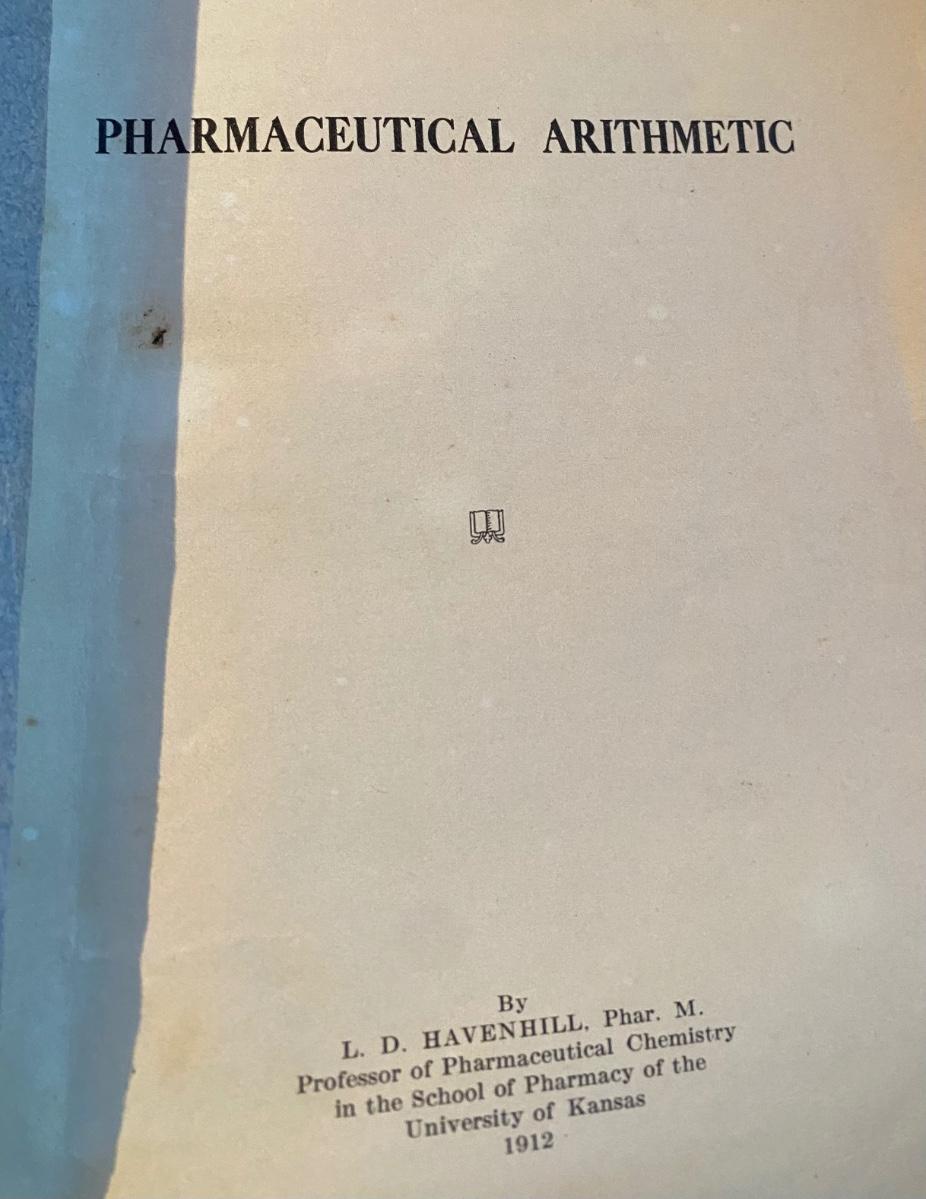 PHARMACEUTICAL ARITHMETIC
By
L. D. HAVENHILL, Phar. M.
Professor of Pharmaceutical Chemistry
in the School of Pharmacy of the
University of Kansas
1912